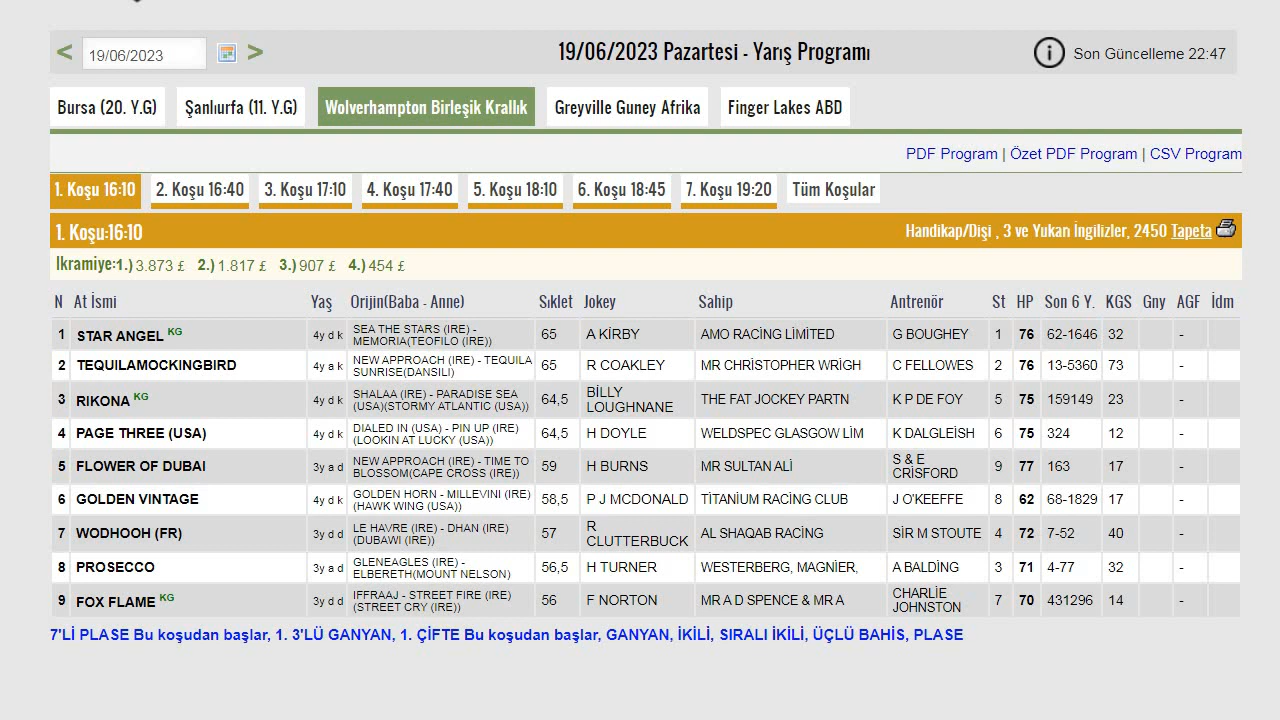 19/06/2023
19/06/2023 Pazartesi - Yarış Programı
Son Güncelleme 22:47
Bursa (20. Y.G)
Şanlıurfa (11. Y.G)
Wolverhampton Birleşik Krallık
Greyville Guney Afrika
Finger Lakes ABD
PDF Program | Özet PDF Program | CSV Program
1. Koşu 16:10
2. Koşu 16:40
3. Koşu 17:10
4. Koşu 17:40
5. Koşu 18:10
6. Koşu 18:45
7. Koşu 19:20
Tüm Koşular
1. Koşu:16:10
Handikap/Dişi , 3 ve Yukarı İngilizler, 2450 Tapeta
Ikramiye:1.) 3.873 £ 2.) 1.817 £ 3.) 907 £ 4.) 454 £
N At İsmi Yaş Orijin(Baba - Anne) Sıklet Jokey Sahip Antrenör St HP Son 6 Y. KGS Gny AGF İdm
1 STAR ANGEL KG 4y d k SEA THE STARS (IRE) - MEMORIA(TEOFILO (IRE)) 65 A KİRBY AMO RACİNG LİMİTED G BOUGHEY 1 76 62-1646 32 -
2 TEQUILAMOCKINGBIRD 4y a k NEW APPROACH (IRE) - TEQUILA SUNRISE(DANSILI) 65 R COAKLEY MR CHRİSTOPHER WRİGH C FELLOWES 2 76 13-5360 73 -
3 RIKONA KG 4y d k SHALAA (IRE) - PARADISE SEA (USA)(STORMY ATLANTIC (USA)) 64,5 BİLLY LOUGHNANE THE FAT JOCKEY PARTN K P DE FOY 5 75 159149 23 -
4 PAGE THREE (USA) 4y d k DIALED IN (USA) - PIN UP (IRE)(LOOKIN AT LUCKY (USA)) 64,5 H DOYLE WELDSPEC GLASGOW LİM K DALGLEİSH 6 75 324 12 -
5 FLOWER OF DUBAI 3y a d NEW APPROACH (IRE) - TIME TO BLOSSOM(CAPE CROSS (IRE)) 59 H BURNS MR SULTAN ALİ S & E CRİSFORD 9 77 163 17 -
6 GOLDEN VINTAGE 4y d k GOLDEN HORN - MILLEVINI (IRE)(HAWK WING (USA)) 58,5 P J MCDONALD TİTANİUM RACİNG CLUB J O'KEEFFE 8 62 68-1829 17 -
7 WODHOOH (FR) 3y d d LE HAVRE (IRE) - DHAN (IRE)(DUBAWI (IRE)) 57 R CLUTTERBUCK AL SHAQAB RACİNG SİR M STOUTE 4 72 7-52 40 -
8 PROSECCO 3y a d GLENEAGLES (IRE) - ELBERETH(MOUNT NELSON) 56,5 H TURNER WESTERBERG, MAGNİER, A BALDİNG 3 71 4-77 32 -
9 FOX FLAME KG 3y d d IFFRAAJ - STREET FIRE (IRE)(STREET CRY (IRE)) 56 F NORTON MR A D SPENCE & MR A CHARLİE JOHNSTON 7 70 431296 14 -
7'Lİ PLASE Bu koşudan başlar, 1. 3'LÜ GANYAN, 1. ÇİFTE Bu koşudan başlar, GANYAN, İKİLİ, SIRALI İKİLİ, ÜÇLÜ BAHİS, PLASE